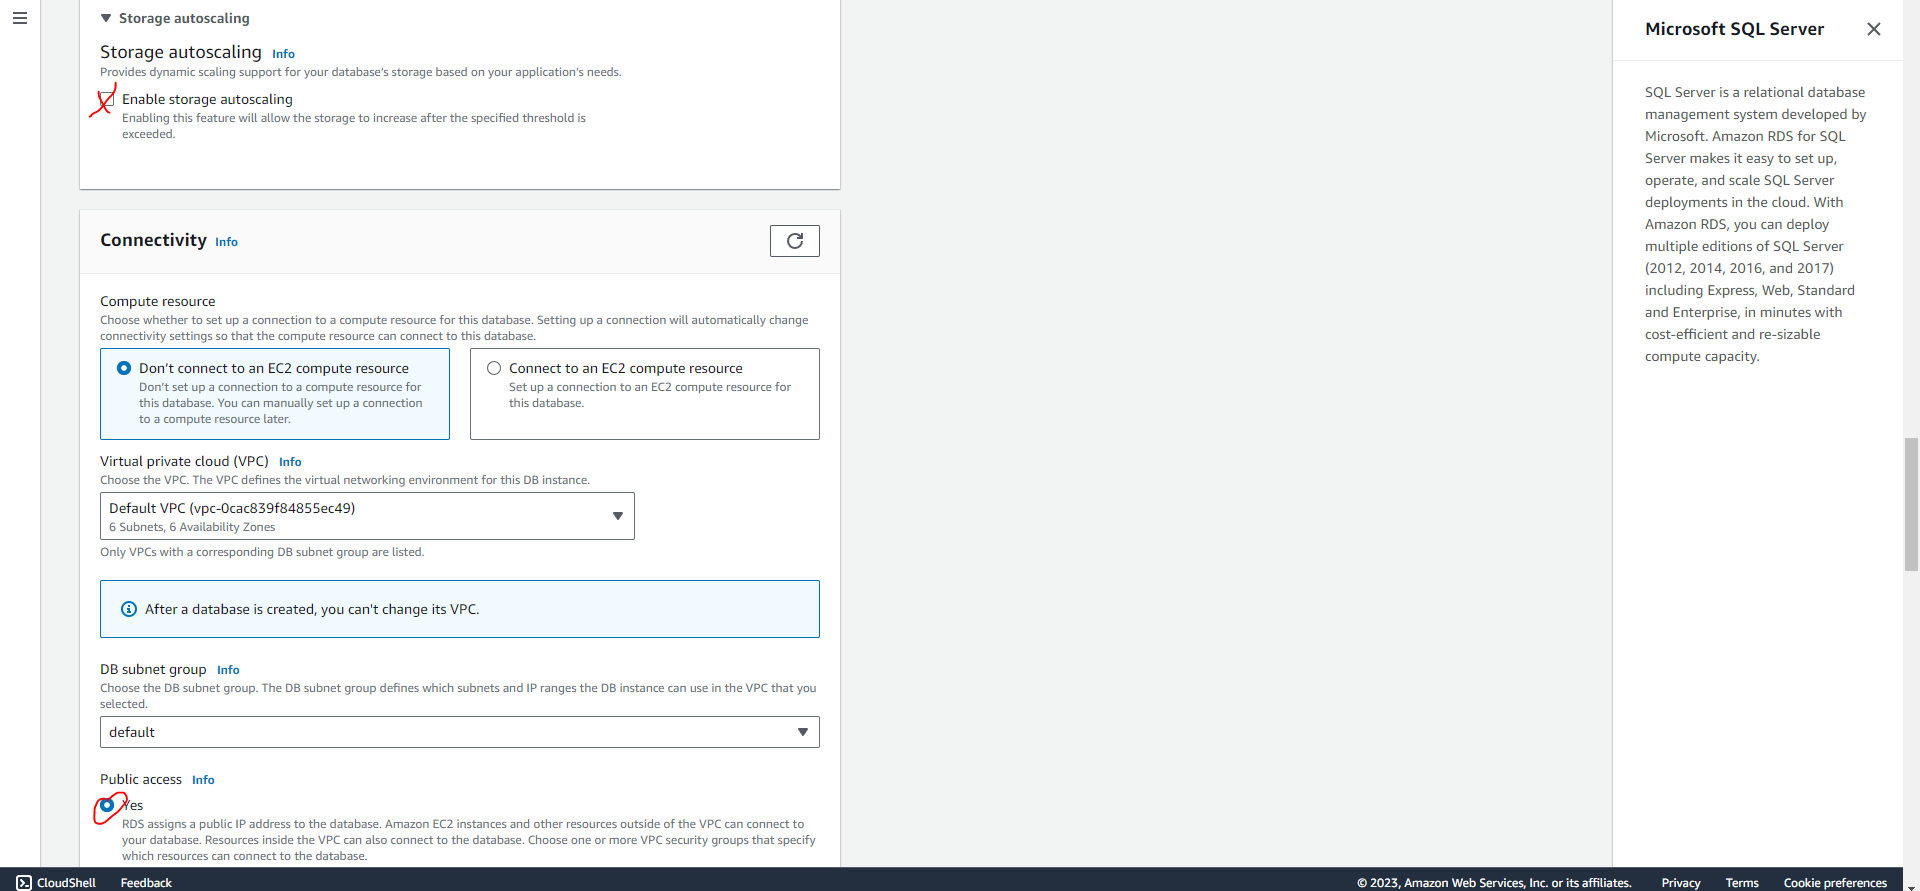 Storage autoscaling
Storage autoscaling Info
Provides dynamic scaling support for your database's storage based on your application's needs.
Enable storage autoscaling
Enabling this feature will allow the storage to increase after the specified threshold is
exceeded.
Connectivity Info
Compute resource
Choose whether to set up a connection to a compute resource for this database. Setting up a connection will automatically change
connectivity settings so that the compute resource can connect to this database.
Don't connect to an EC2 compute resource
Don't set up a connection to a compute resource for
this database. You can manually set up a connection
to a compute resource later.
Connect to an EC2 compute resource
Set up a connection to an EC2 compute resource for
this database.
Virtual private cloud (VPC) Info
Choose the VPC. The VPC defines the virtual networking environment for this DB instance.
Default VPC (vpc-0cac839f84855ec49)
6 Subnets, 6 Availability Zones
Only VPCs with a corresponding DB subnet group are listed.
After a database is created, you can't change its VPC.
DB subnet group Info
Choose the DB subnet group. The DB subnet group defines which subnets and IP ranges the DB instance can use in the VPC that you
selected.
default
Public access Info
Yes
RDS assigns a public IP address to the database. Amazon EC2 instances and other resources outside of the VPC can connect to
your database. Resources inside the VPC can also connect to the database. Choose one or more VPC security groups that specify
which resources can connect to the database.
Microsoft SQL Server
SQL Server is a relational database
management system developed by
Microsoft. Amazon RDS for SQL
Server makes it easy to set up,
operate, and scale SQL Server
deployments in the cloud. With
Amazon RDS, you can deploy
multiple editions of SQL Server
(2012, 2014, 2016, and 2017)
including Express, Web, Standard
and Enterprise, in minutes with
cost-efficient and re-sizable
compute capacity.
CloudShell Feedback © 2023, Amazon Web Services, Inc. or its affiliates. Privacy Terms Cookie preferences